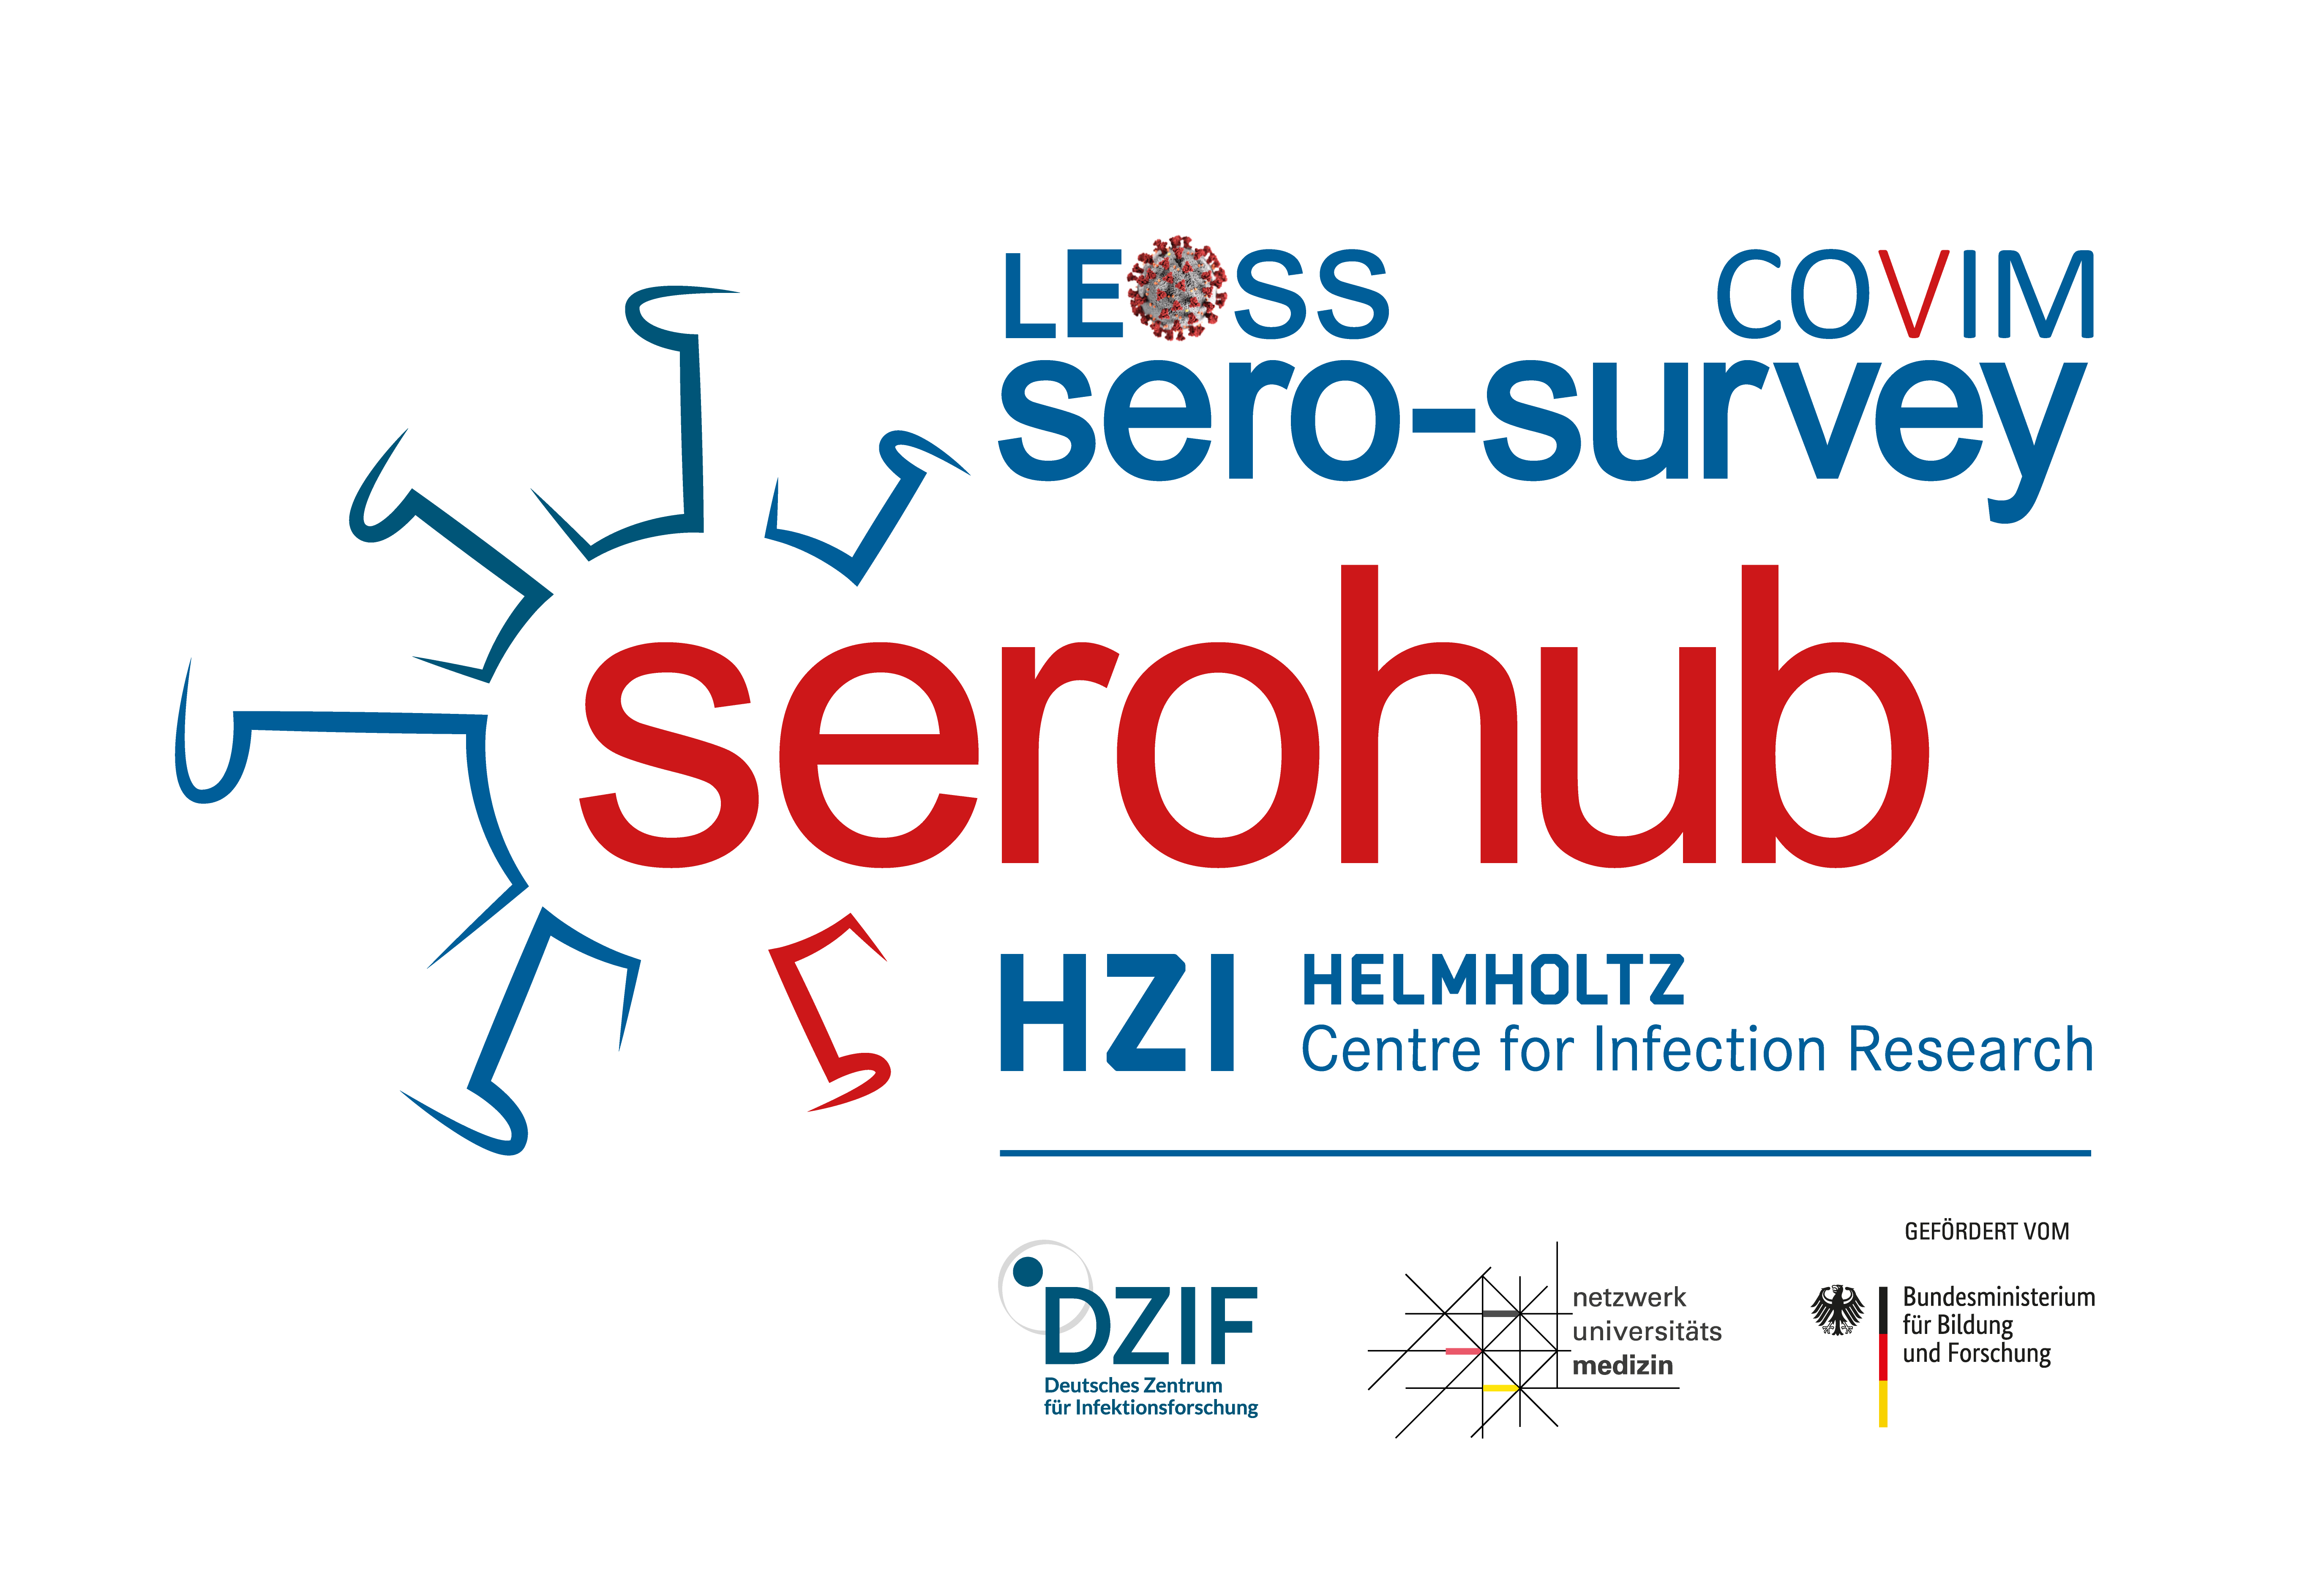 LEOSS COVIM
sero-survey
serohub
HZI HELMHOLTZ
Centre for Infection Research
GEFÖRDERT VOM
DZIF
Deutsches Zentrum
für Infektionsforschung
netzwerk
universitäts
medizin
Bundesministerium
für Bildung
und Forschung